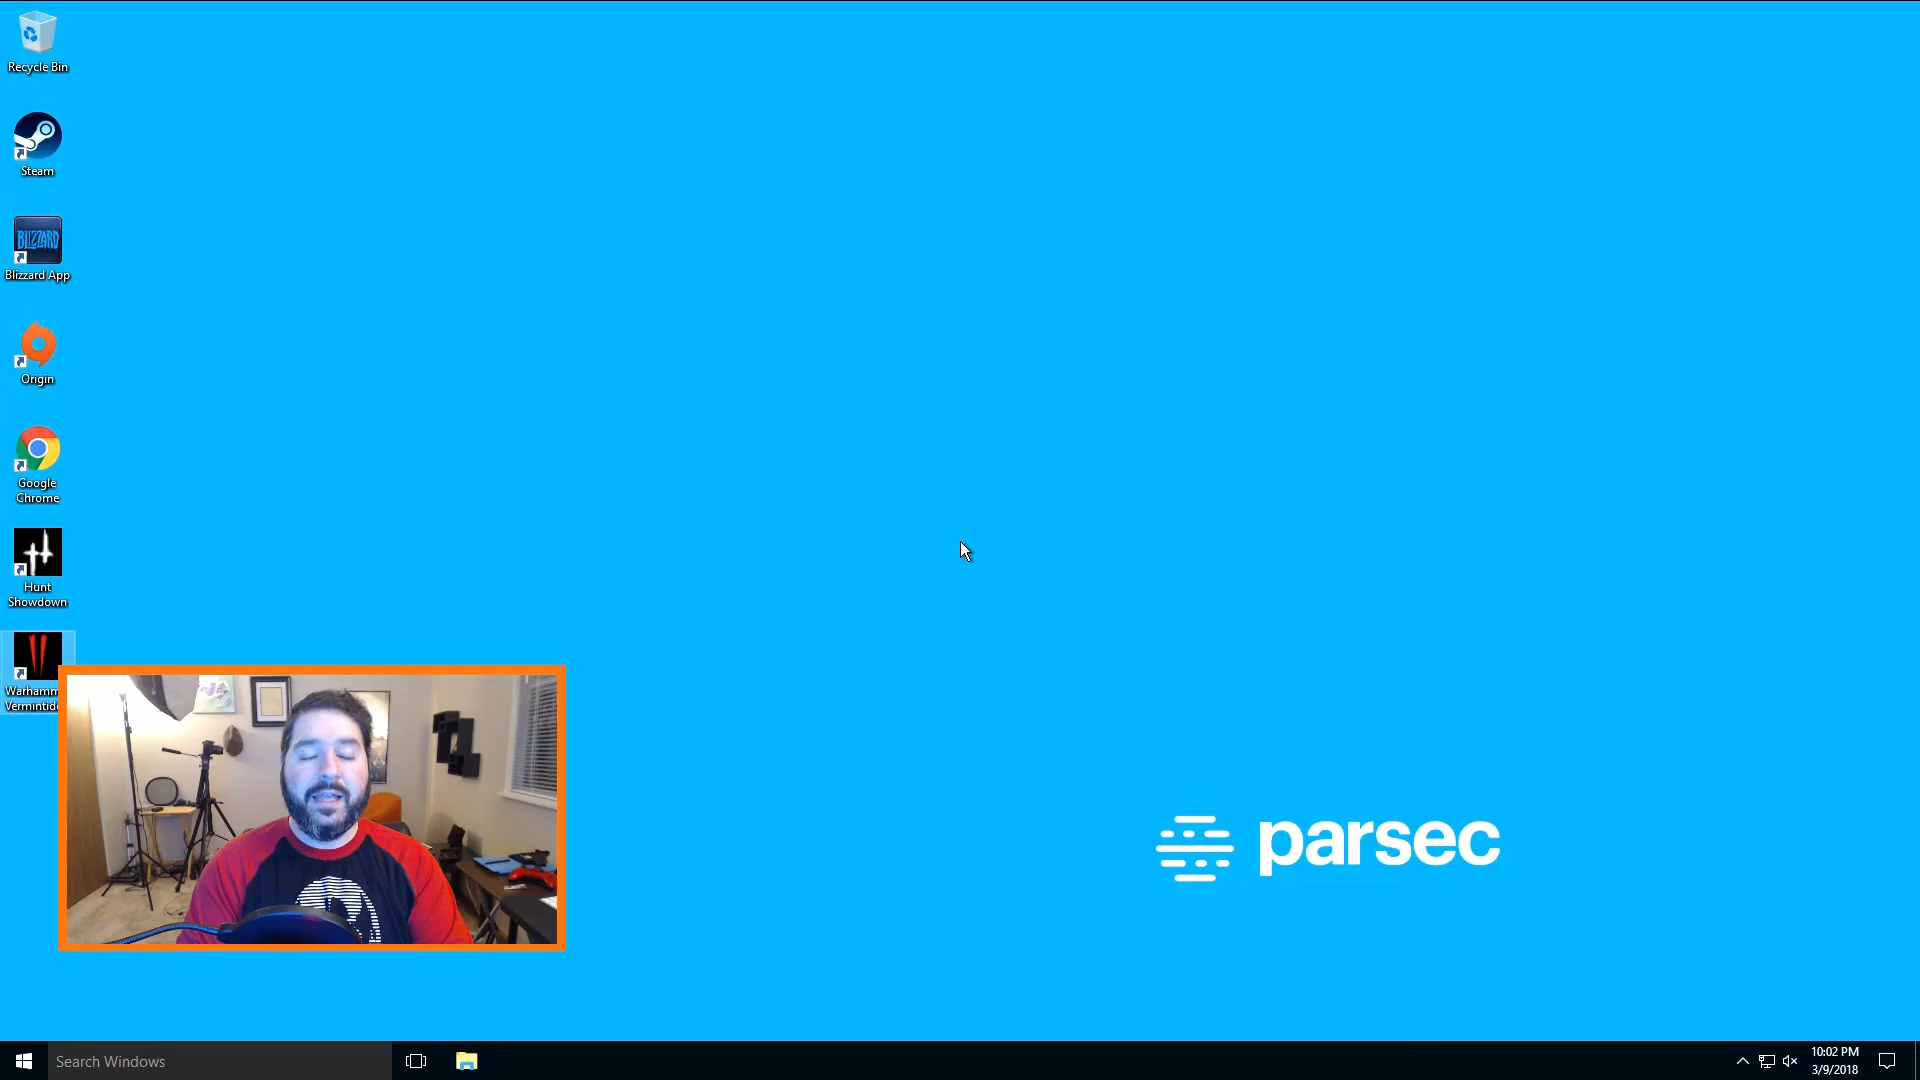 Recycle Bin
Steam
BLIZZARD
Blizzard App
Origin
Google
Chrome
Hunt
Showdown
parsec
Search Windows
10:02 PM
3/9/2018